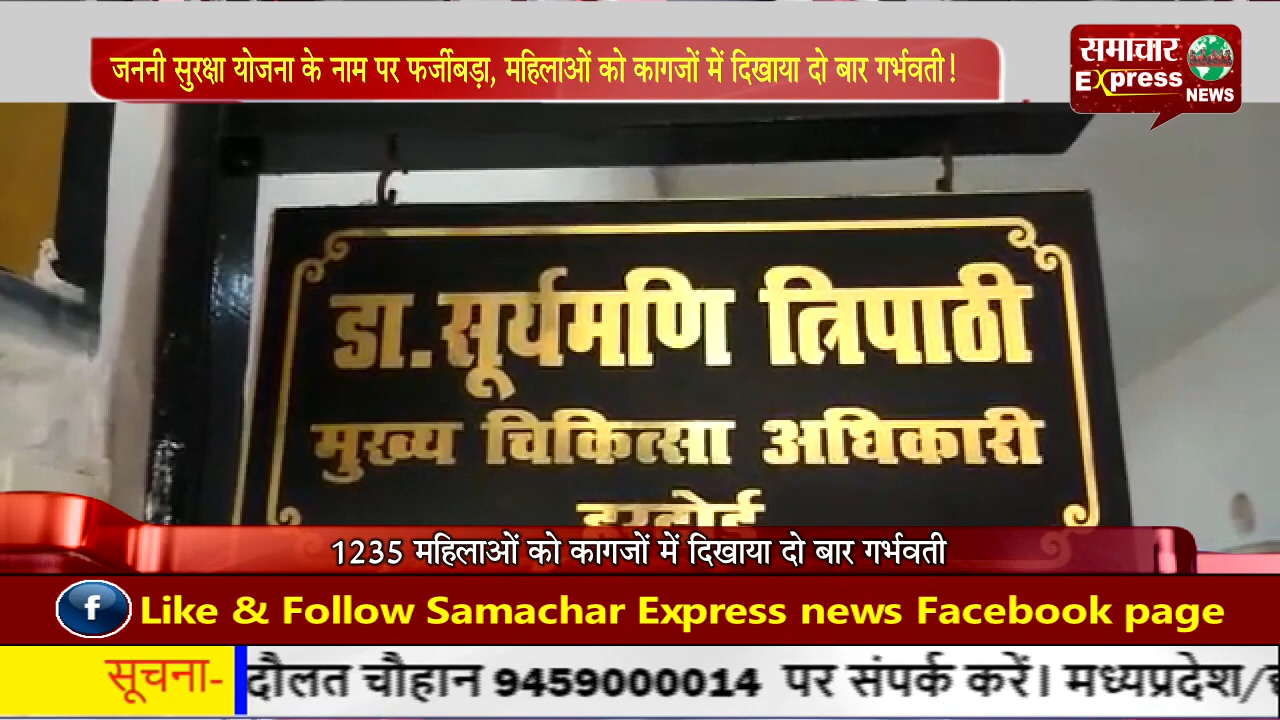 जननी सुरक्षा योजना के नाम पर फर्जीबड़ा, महिलाओं को कागजों में दिखाया दो बार गर्भवती!
समाचार
Express
NEWS
डा.सूर्यमणि त्रिपाठी
मुख्य चिकित्सा अधिकारी
हरदोई
1235 महिलाओं को कागजों में दिखाया दो बार गर्भवती
f Like & Follow Samachar Express news Facebook page
सूचना- दौलत चौहान 9459000014 पर संपर्क करें। मध्यप्रदेश/